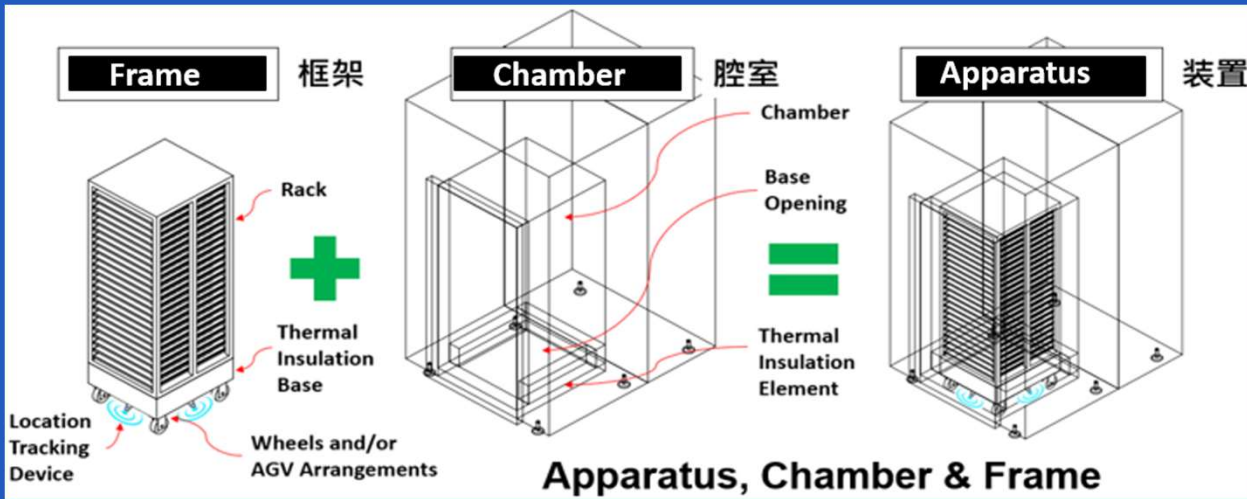 Frame
框架
Chamber
腔室
Apparatus
装置
Rack
Thermal
Insulation
Base
Location
Tracking
Device
Wheels and/or
AGV Arrangements
Chamber
Base
Opening
Thermal
Insulation
Element
Apparatus, Chamber & Frame